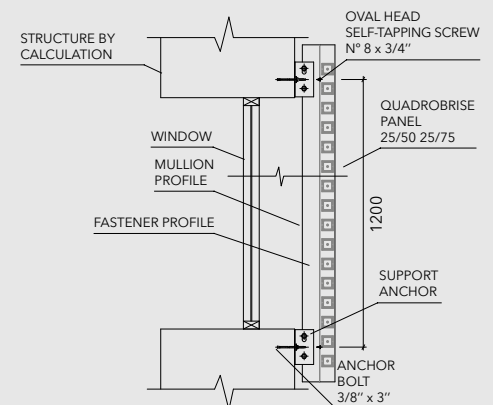 OVAL HEAD
SELF-TAPPING SCREW
N° 8 x 3/4"
STRUCTURE BY
CALCULATION
QUADROBRISE
PANEL
25/50 25/75
WINDOW
MULLION
PROFILE
FASTENER PROFILE
1200
SUPPORT
ANCHOR
ANCHOR
BOLT
3/8" x 3"